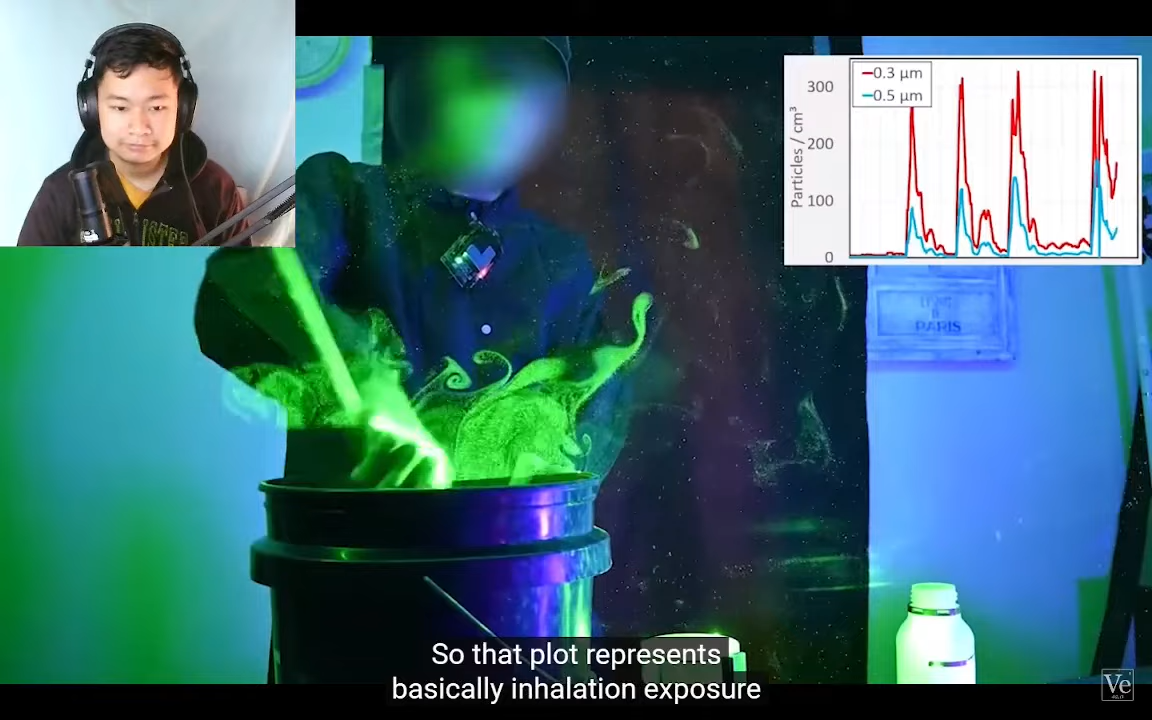 0.3 μm
0.5 μm
300
200
100
0
Particles / cm³
PARIS
So that plot represents
basically inhalation exposure
Ve